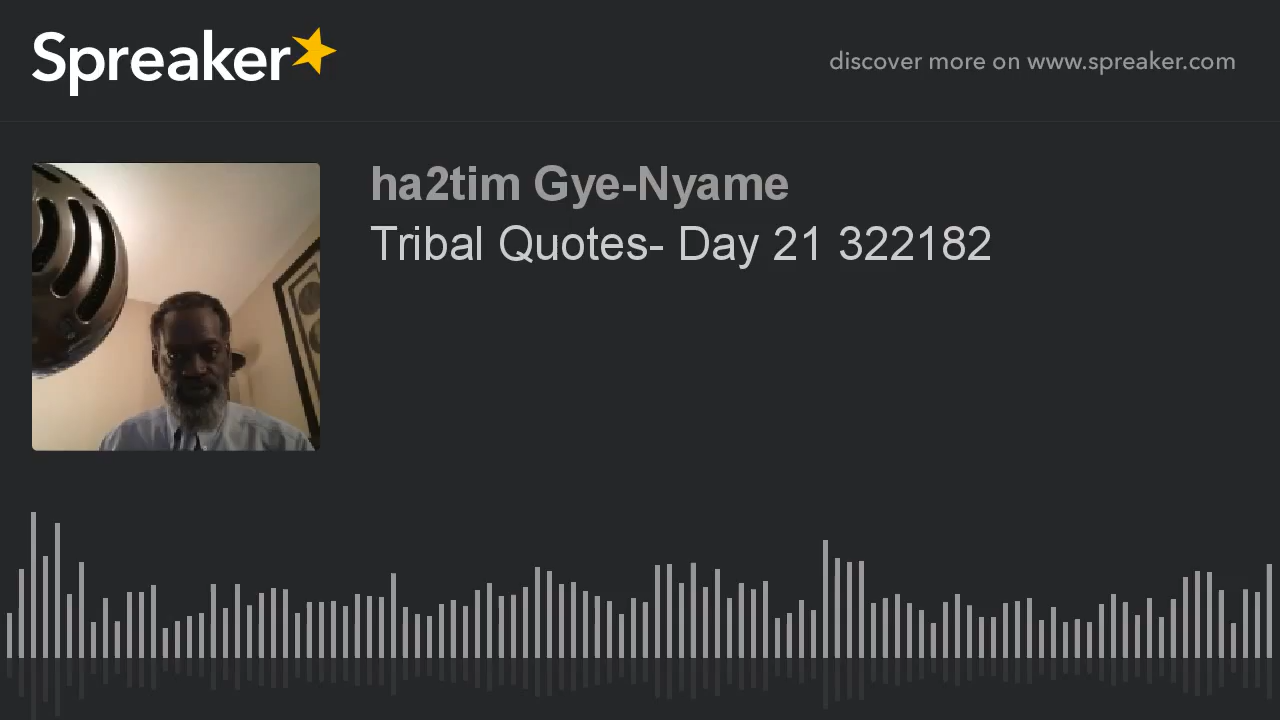 Spreaker
discover more on www.spreaker.com
ha2tim Gye-Nyame
Tribal Quotes- Day 21 322182